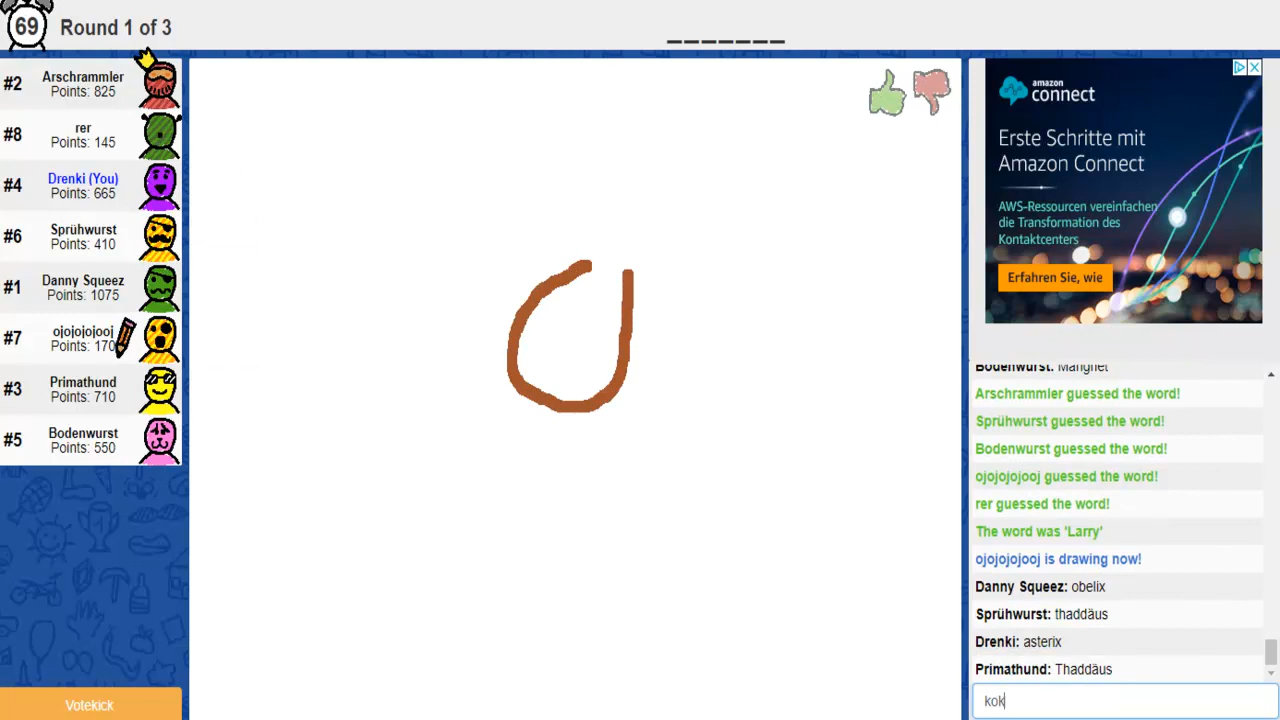 69
Round 1 of 3
_______
#2
Arschrammler
Points: 825
#8
rer
Points: 145
#4
Drenki (You)
Points: 665
#6
Sprühwurst
Points: 410
#1
Danny Squeez
Points: 1075
#7
ojojojojooj
Points: 170
#3
Primathund
Points: 710
#5
Bodenwurst
Points: 550
Votekick
amazon
connect
Erste Schritte mit
Amazon Connect
AWS-Ressourcen vereinfachen
die Transformation des
Kontaktcenters
Erfahren Sie, wie
Bodenwurst: Mangnet
Arschrammler guessed the word!
Sprühwurst guessed the word!
Bodenwurst guessed the word!
ojojojojooj guessed the word!
rer guessed the word!
The word was 'Larry'
ojojojojooj is drawing now!
Danny Squeez: obelix
Sprühwurst: thaddäus
Drenki: asterix
Primathund: Thaddäus
kok